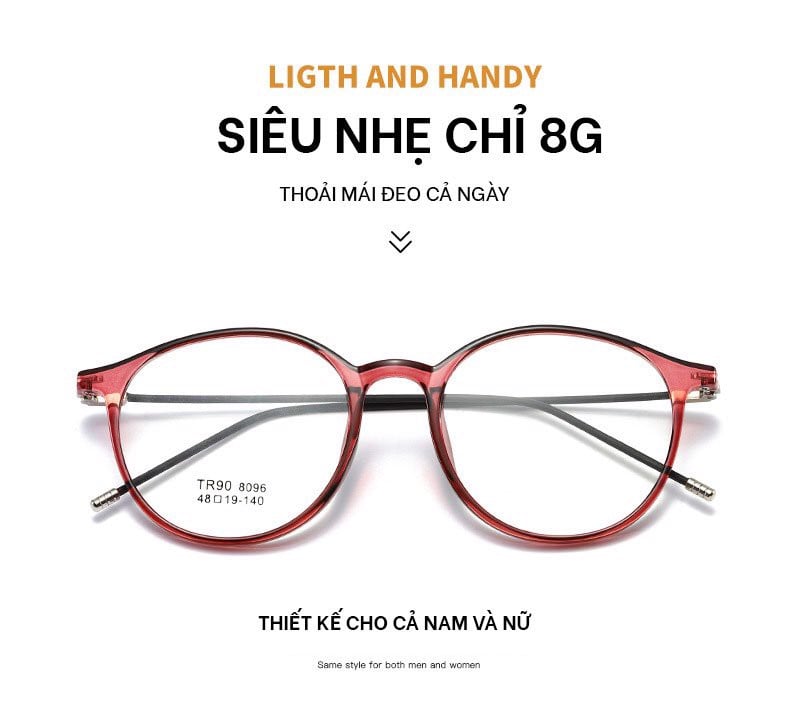 LIGTH AND HANDY
SIÊU NHẸ CHỈ 8G
THOẢI MÁI ĐEO CẢ NGÀY
TR90 8096
48□19-140
THIẾT KẾ CHO CẢ NAM VÀ NỮ
Same style for both men and women